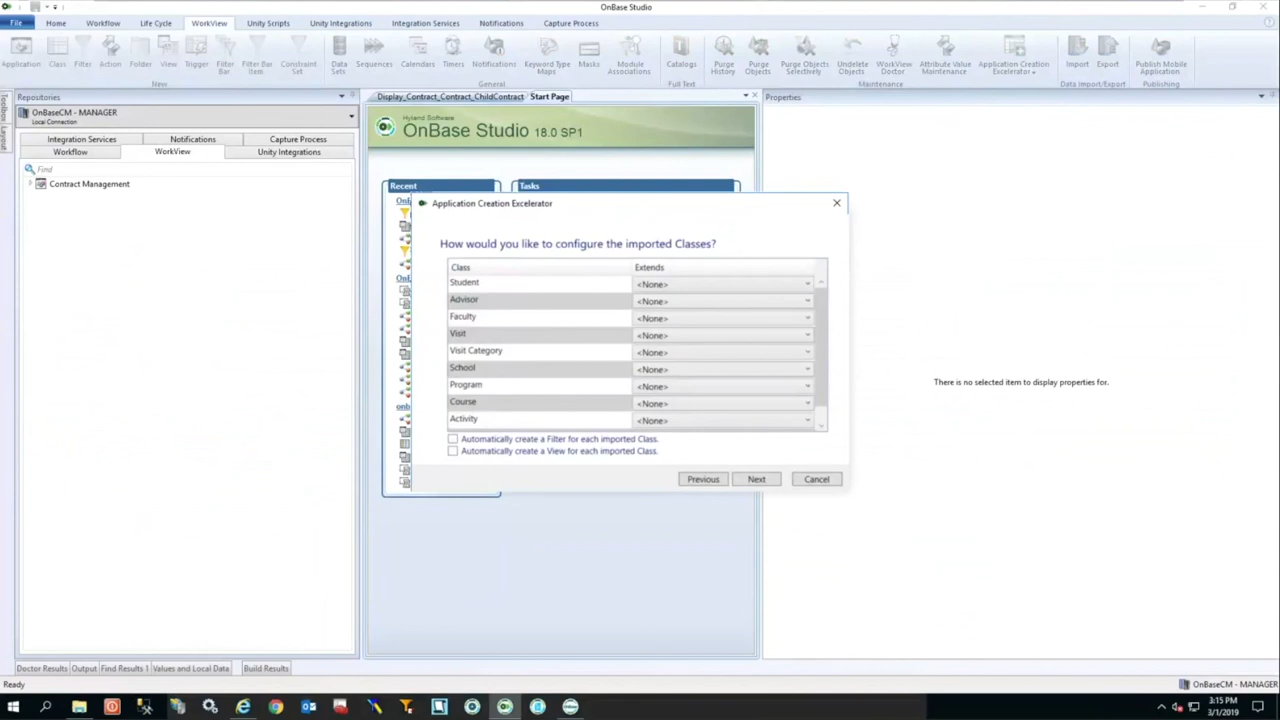 OnBase Studio
File Home Workflow Life Cycle WorkView Unity Scripts Unity Integrations Integration Services Notifications Capture Process
Application Class Filter Action Folder View Trigger Filter Bar Filter Bar Item Constraint Set Data Sets Sequences Calendars Timers Notifications Keyword Type Maps Masks Module Associations Catalogs Purge History Purge Objects Purge Objects Selectively Undelete Objects WorkView Doctor Attribute Value Maintenance Application Creation Excelerator Import Export Publish Mobile Application
New General Full Text Maintenance Data Import/Export Publishing
Toolbox Layout
Repositories
OnBaseCM - MANAGER
Local Connection
Integration Services Notifications Capture Process
Workflow WorkView Unity Integrations
Find
Contract Management
Display_Contract_Contract_ChildContract Start Page
Hyland Software
OnBase Studio 18.0 SP1
Recent Tasks
Application Creation Excelerator
How would you like to configure the imported Classes?
Class Extends
Student <None>
Advisor <None>
Faculty <None>
Visit <None>
Visit Category <None>
School <None>
Program <None>
Course <None>
Activity <None>
Automatically create a Filter for each imported Class.
Automatically create a View for each imported Class.
Previous Next Cancel
Properties
There is no selected item to display properties for.
Doctor Results Output Find Results 1 Values and Local Data Build Results
Ready
OnBaseCM - MANAGER
3:15 PM
3/1/2019